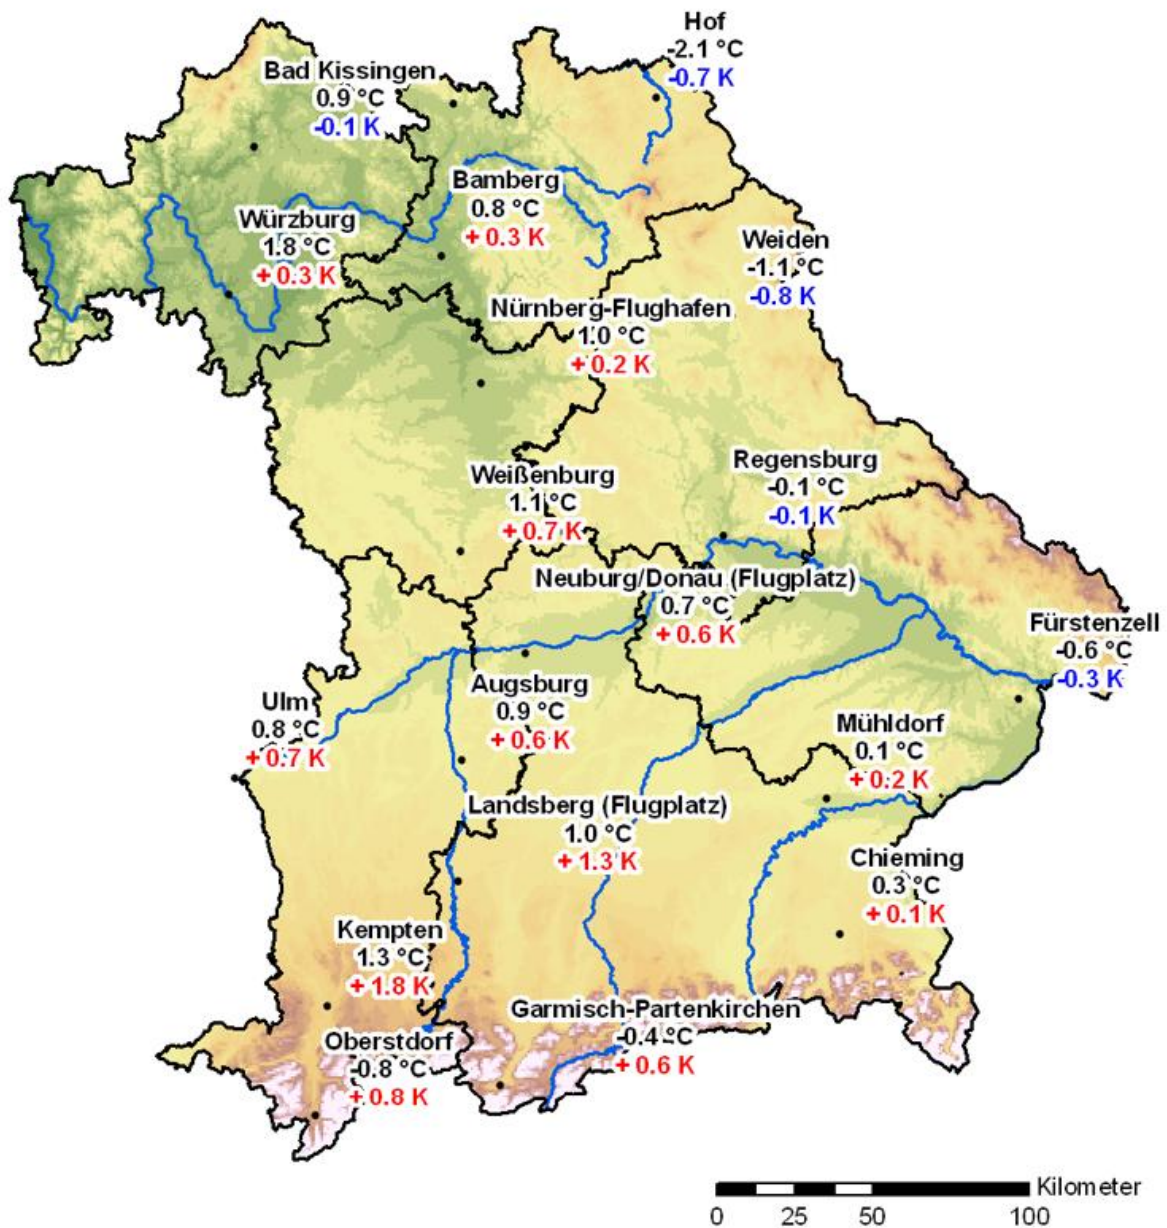 Hof
-2.1 °C
-0.7 K
Bad Kissingen
0.9 °C
-0.1 K
Bamberg
0.8 °C
+ 0.3 K
Würzburg
1.8 °C
+ 0.3 K
Weiden
-1.1 °C
-0.8 K
Nürnberg-Flughafen
1.0 °C
+ 0.2 K
Regensburg
-0.1 °C
-0.1 K
Weißenburg
1.1 °C
+ 0.7 K
Neuburg/Donau (Flugplatz)
0.7 °C
+ 0.6 K
Fürstenzell
-0.6 °C
-0.3 K
Augsburg
0.9 °C
+ 0.6 K
Ulm
0.8 °C
+ 0.7 K
Mühldorf
0.1 °C
+ 0.2 K
Landsberg (Flugplatz)
1.0 °C
+ 1.3 K
Chieming
0.3 °C
+ 0.1 K
Kempten
1.3 °C
+ 1.8 K
Garmisch-Partenkirchen
-0.4 °C
+ 0.6 K
Oberstdorf
-0.8 °C
+ 0.8 K
Kilometer
0 25 50 100